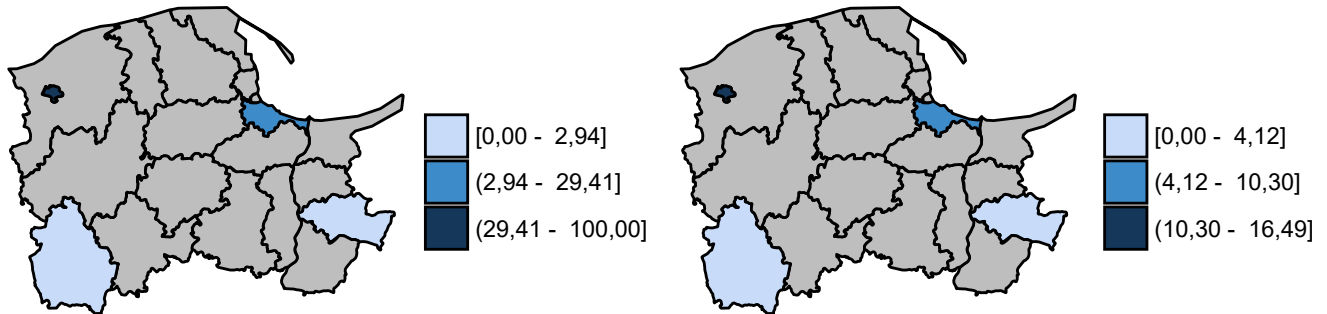 [0,00 - 2,94]
(2,94 - 29,41]
(29,41 - 100,00]
[0,00 - 4,12]
(4,12 - 10,30]
(10,30 - 16,49]